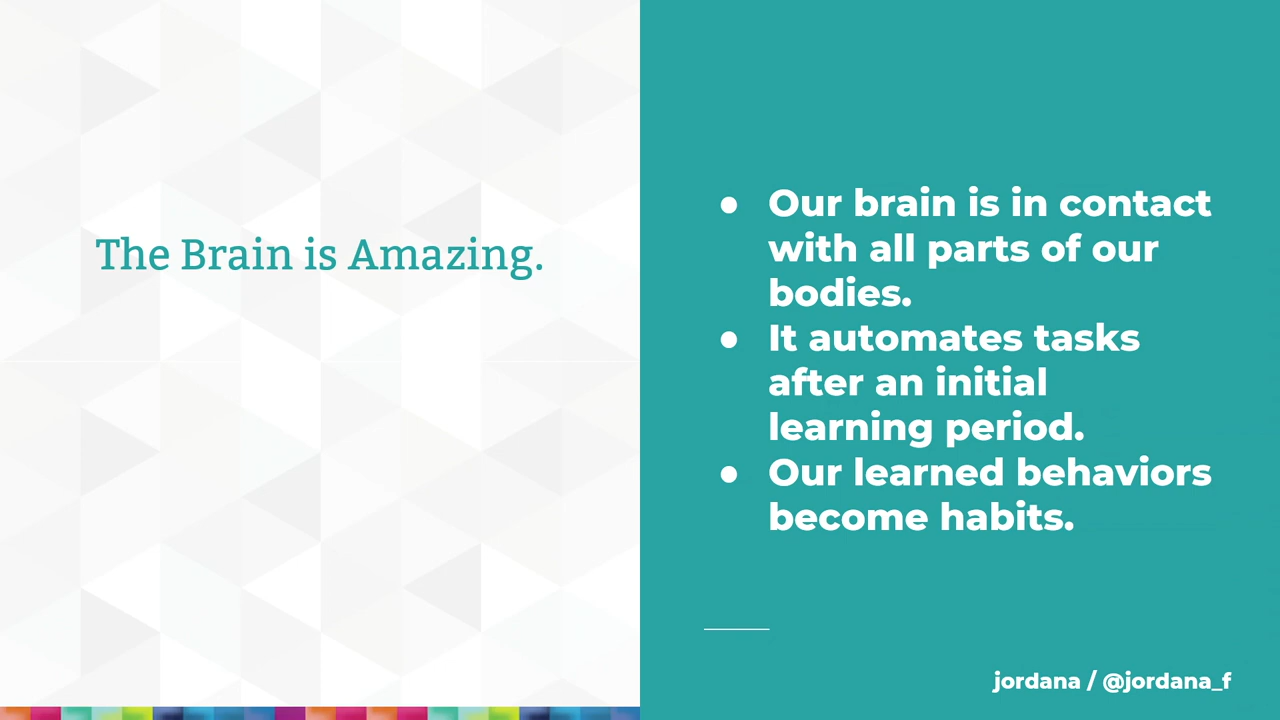 The Brain is Amazing.
● Our brain is in contact
with all parts of our
bodies.
● It automates tasks
after an initial
learning period.
● Our learned behaviors
become habits.
jordana / @jordana_f